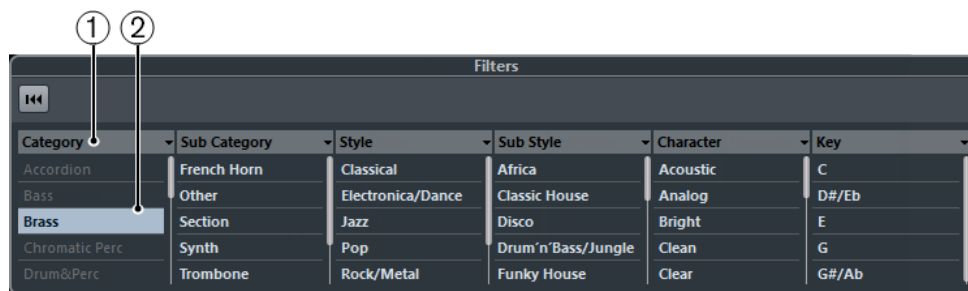 1 2
Filters
Category Sub Category Style Sub Style Character Key
Accordion French Horn Classical Africa Acoustic C
Bass Other Electronica/Dance Classic House Analog D#/Eb
Brass Section Jazz Disco Bright E
Chromatic Perc Synth Pop Drum´n´Bass/Jungle Clean G
Drum&Perc Trombone Rock/Metal Funky House Clear G#/Ab